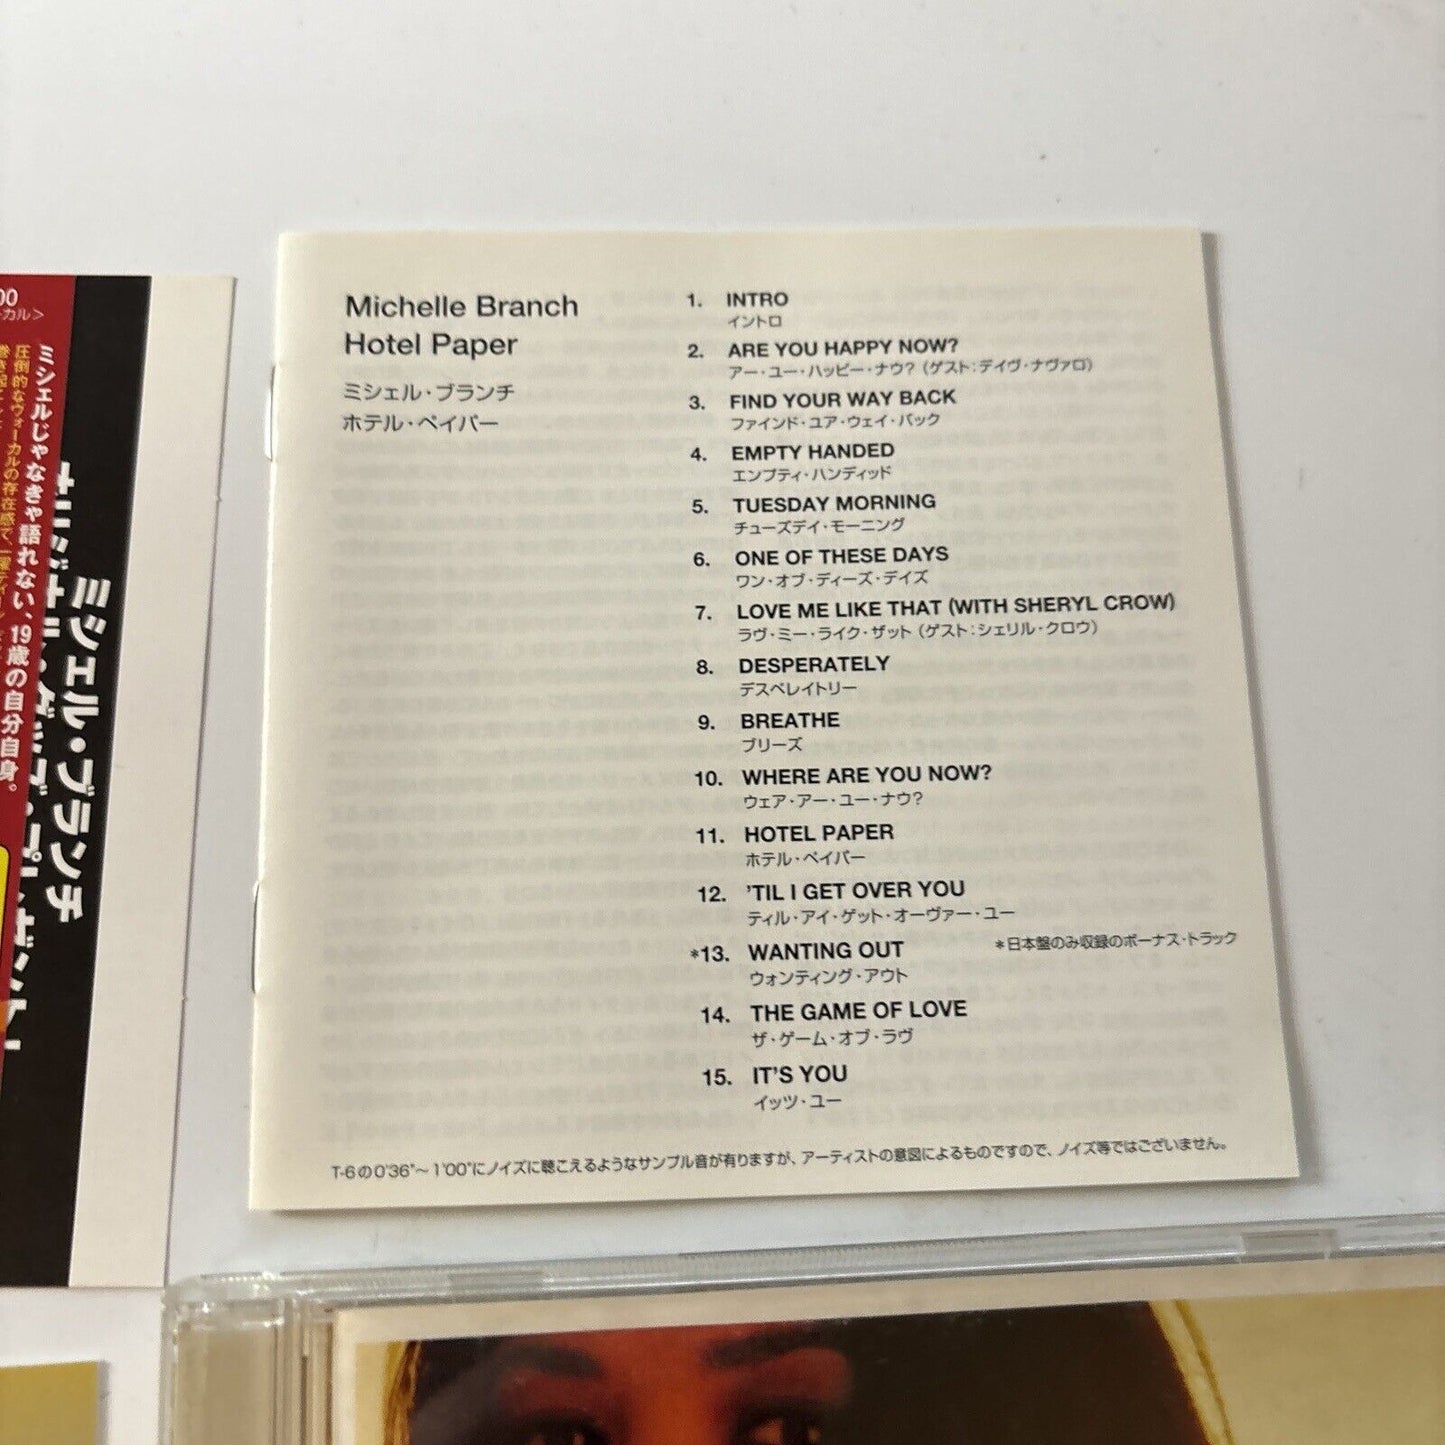 Michelle Branch
Hotel Paper
ミシェル・ブランチ
ホテル・ペイパー
1. INTRO
イントロ
2. ARE YOU HAPPY NOW?
アー・ユー・ハッピー・ナウ?（ゲスト:デイヴ・ナヴァロ）
3. FIND YOUR WAY BACK
ファインド・ユア・ウェイ・バック
4. EMPTY HANDED
エンプティ・ハンディッド
5. TUESDAY MORNING
チューズデイ・モーニング
6. ONE OF THESE DAYS
ワン・オブ・ディーズ・デイズ
7. LOVE ME LIKE THAT (WITH SHERYL CROW)
ラヴ・ミー・ライク・ザット（ゲスト:シェリル・クロウ）
8. DESPERATELY
デスペレイトリー
9. BREATHE
ブリーズ
10. WHERE ARE YOU NOW?
ウェア・アー・ユー・ナウ?
11. HOTEL PAPER
ホテル・ペイパー
12. ’TIL I GET OVER YOU
ティル・アイ・ゲット・オーヴァー・ユー
*13. WANTING OUT *日本盤のみ収録のボーナス・トラック
ウォンティング・アウト
14. THE GAME OF LOVE
ザ・ゲーム・オブ・ラヴ
15. IT’S YOU
イッツ・ユー
T-6の0'36"〜1'00"にノイズに聴こえるようなサンプル音が有りますが、アーティストの意図によるものですので、ノイズ等ではございません。
ミシェル・ブランチ
ミシェルじゃなきゃ語れない、19歳の自分自身。
00
カル>